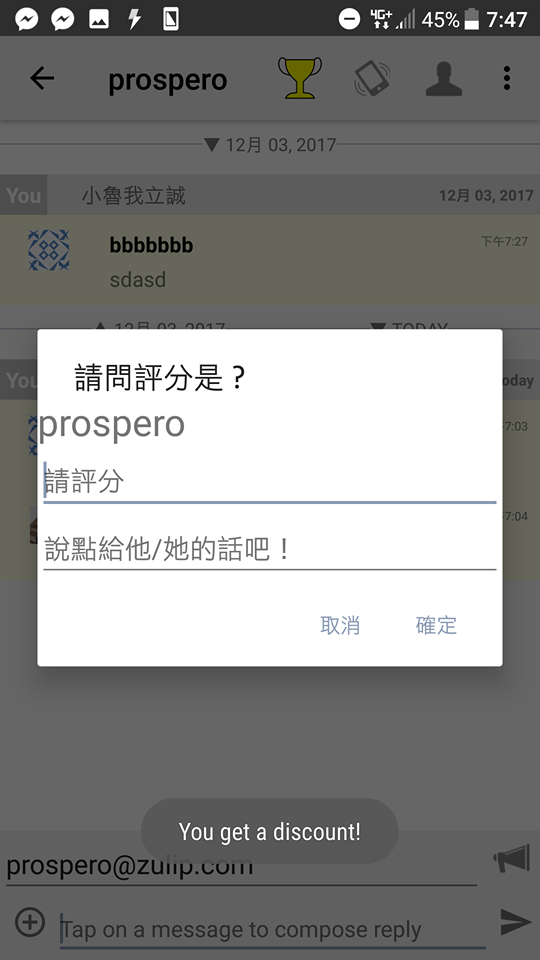 4G+ 45% 7:47
prospero
▼ 12月 03, 2017
You 小魯我立誠 12月 03, 2017
bbbbbbb 下午7:27
sdasd
▲ 12月 03, 2017 ▼ TODAY
You oday
7:03
7:04
請問評分是?
prospero
請評分
說點給他/她的話吧!
取消 確定
You get a discount!
prospero@zulip.com
Tap on a message to compose reply